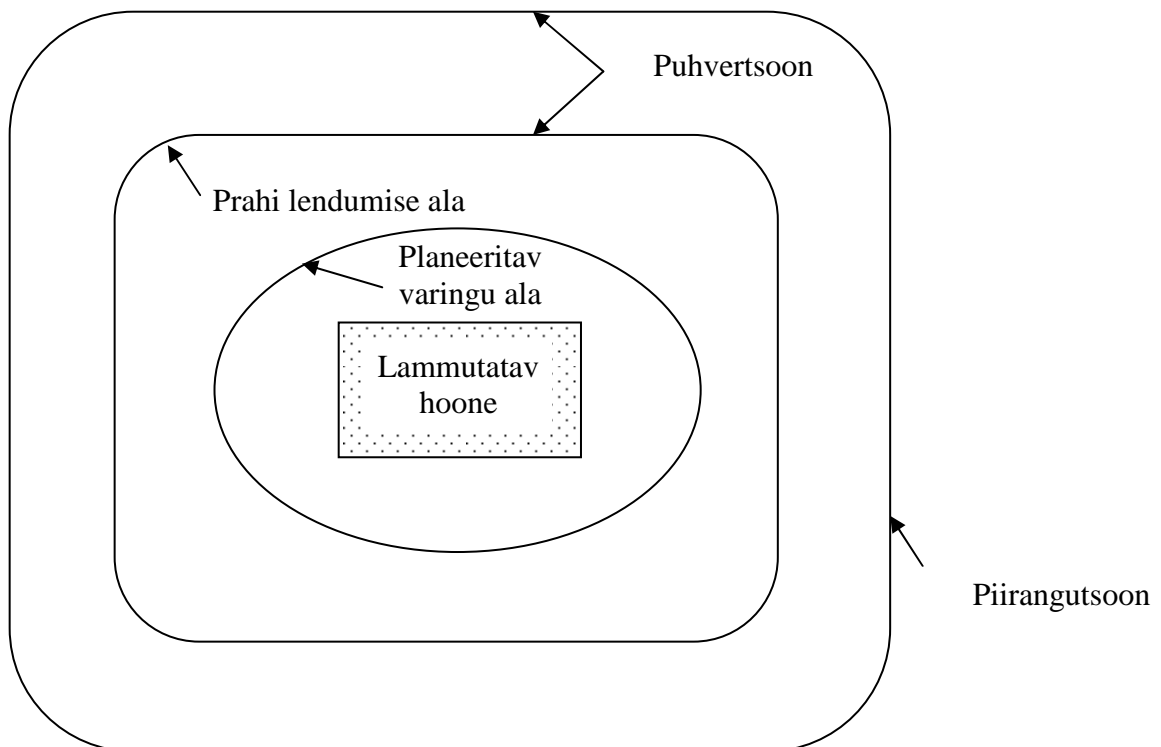 Puhvertsoon
Prahi lendumise ala
Planeeritav
varingu ala
Lammutatav
hoone
Piirangutsoon